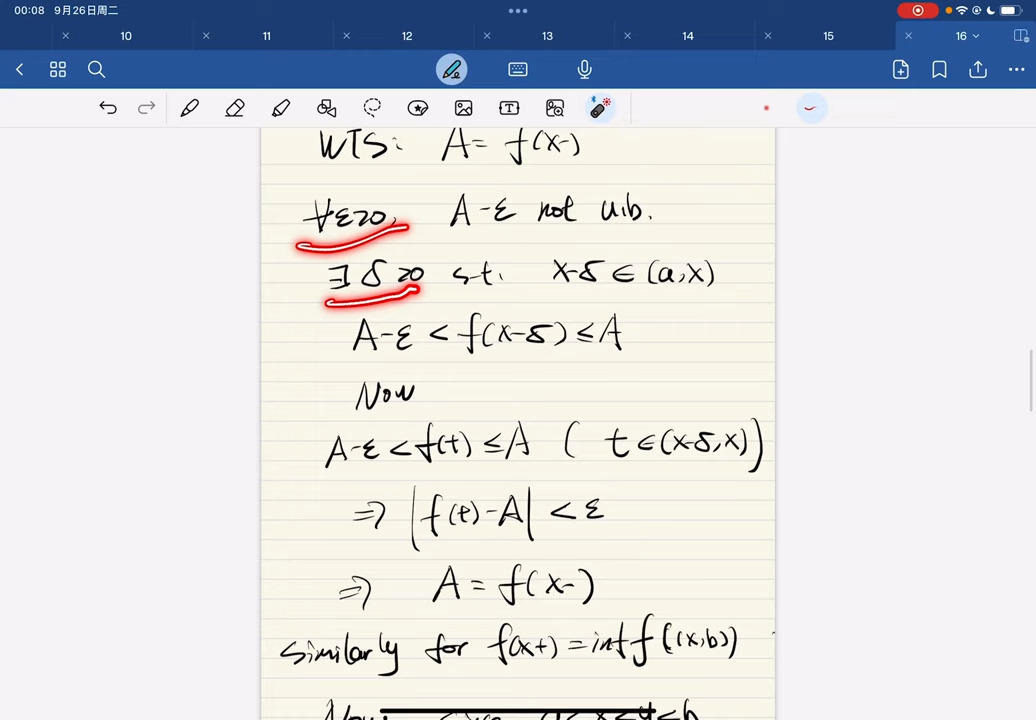 00:08 9月26日周二
10 11 12 13 14 15 16
WTS: A = f(x-)
∀ε>0, A-ε not u.b.
∃ δ>0 s.t. x-δ ∈ (a,x)
A-ε < f(x-δ) ≤ A
Now
A-ε < f(t) ≤ A ( t ∈ (x-δ,x))
⇒ |f(t)-A| < ε
⇒ A = f(x-)
similarly for f(x+) = inf f((x,b))